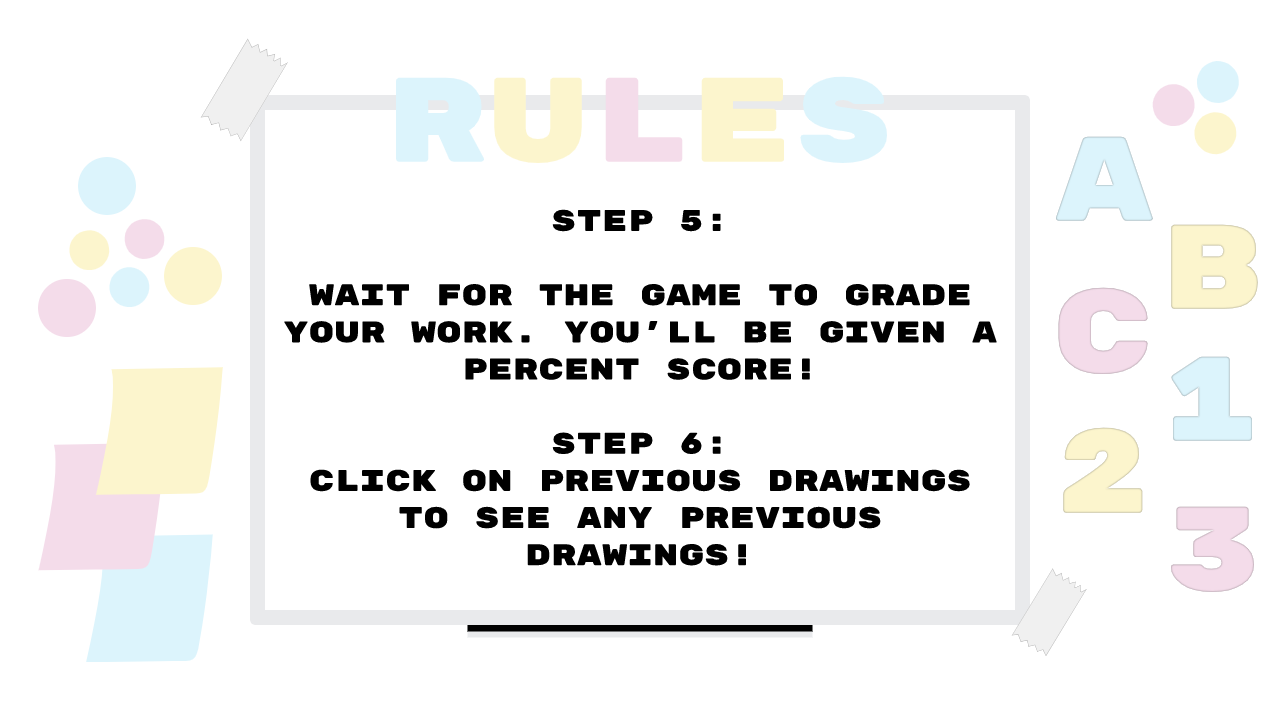 RULES
STEP 5:
WAIT FOR THE GAME TO GRADE
YOUR WORK. YOU'LL BE GIVEN A
PERCENT SCORE!
STEP 6:
CLICK ON PREVIOUS DRAWINGS
TO SEE ANY PREVIOUS
DRAWINGS!
A
B
C
1
2
3